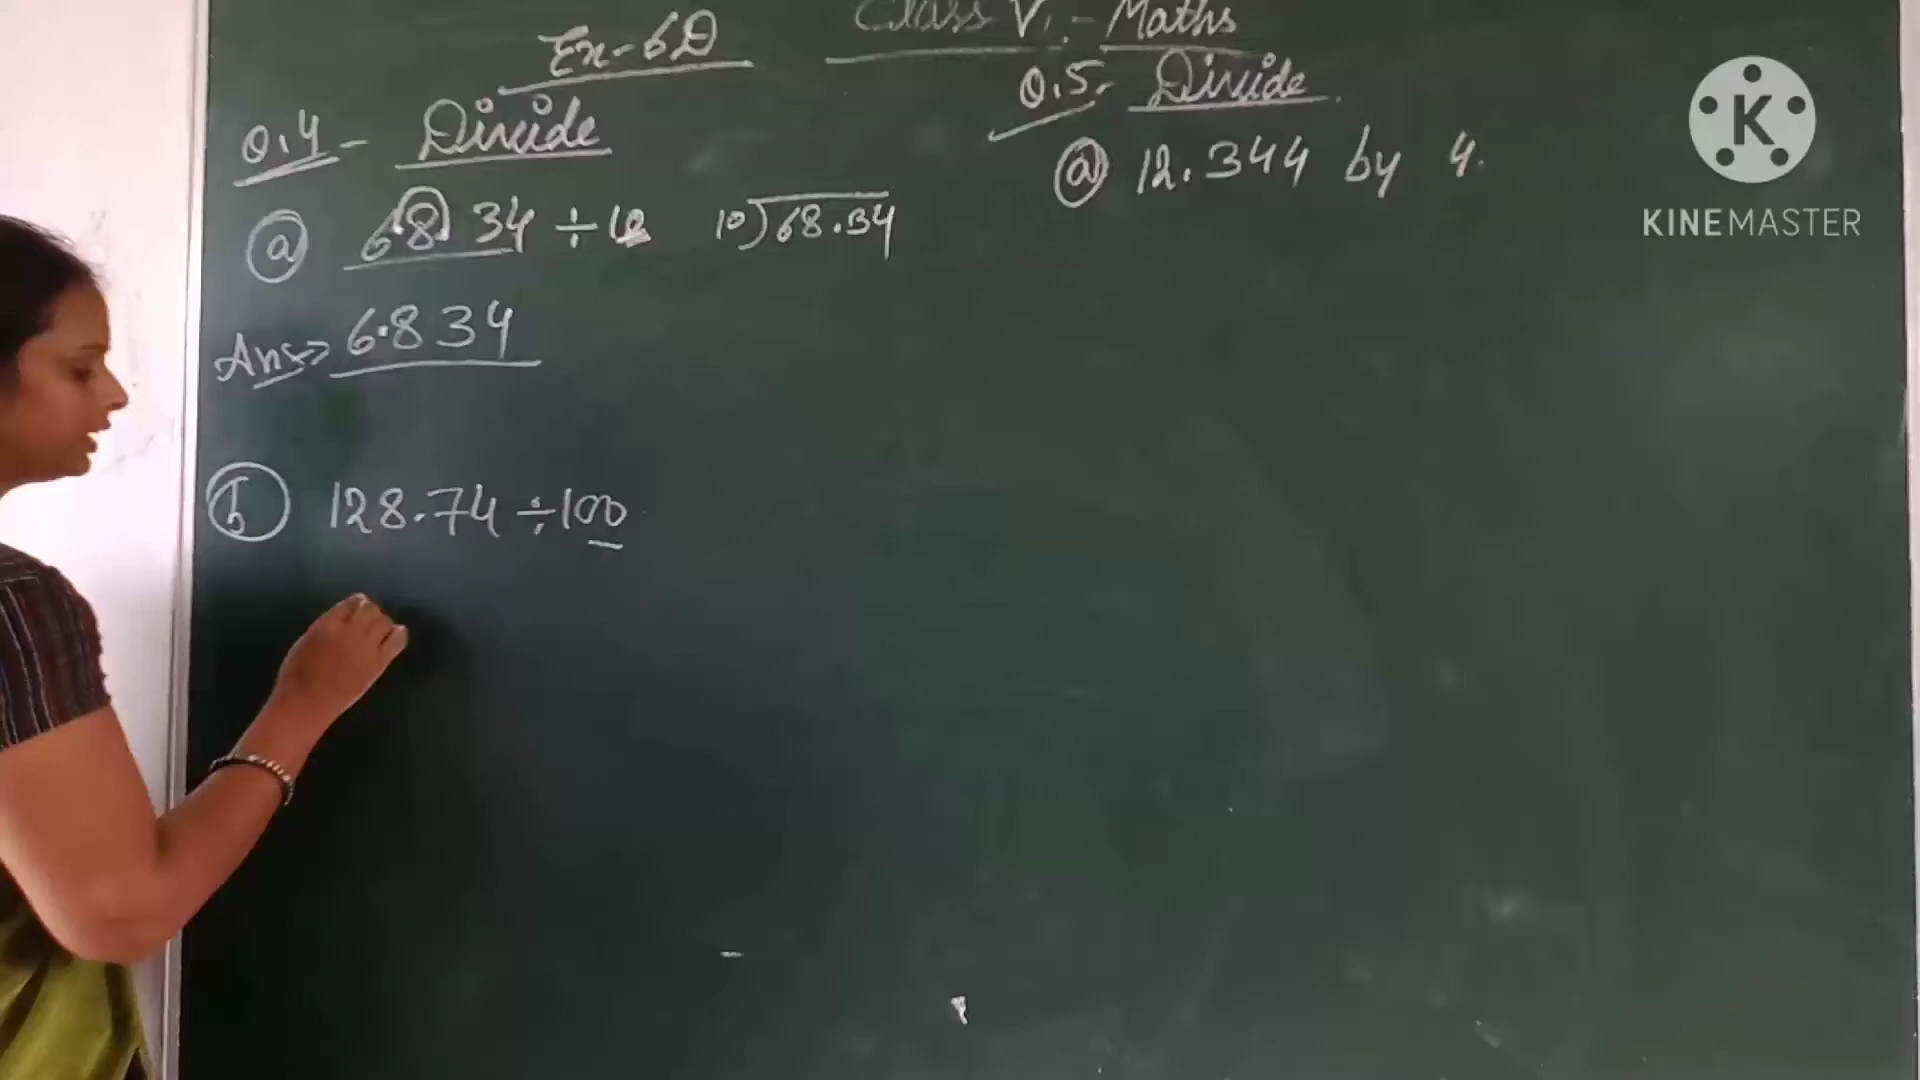 Class V - Maths
Ex-6D
Q.4 - Divide
(a) 68 34 ÷ 10 10) 68.34
Ans> 6.834
(b) 128.74 ÷ 100
Q.5. Divide
(a) 12.344 by 4.
KINEMASTER